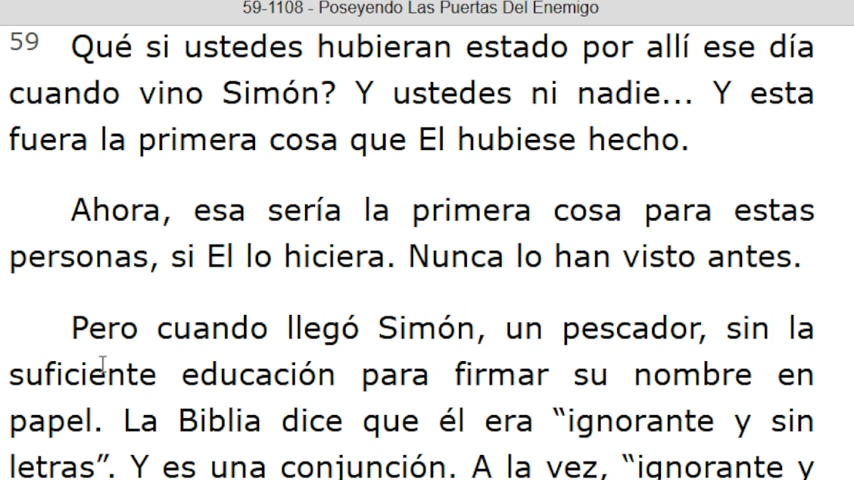 59-1108 - Poseyendo Las Puertas Del Enemigo
59 Qué si ustedes hubieran estado por allí ese día
cuando vino Simón? Y ustedes ni nadie... Y esta
fuera la primera cosa que El hubiese hecho.
Ahora, esa sería la primera cosa para estas
personas, si El lo hiciera. Nunca lo han visto antes.
Pero cuando llegó Simón, un pescador, sin la
suficiente educación para firmar su nombre en
papel. La Biblia dice que él era “ignorante y sin
letras”. Y es una conjunción. A la vez, “ignorante y